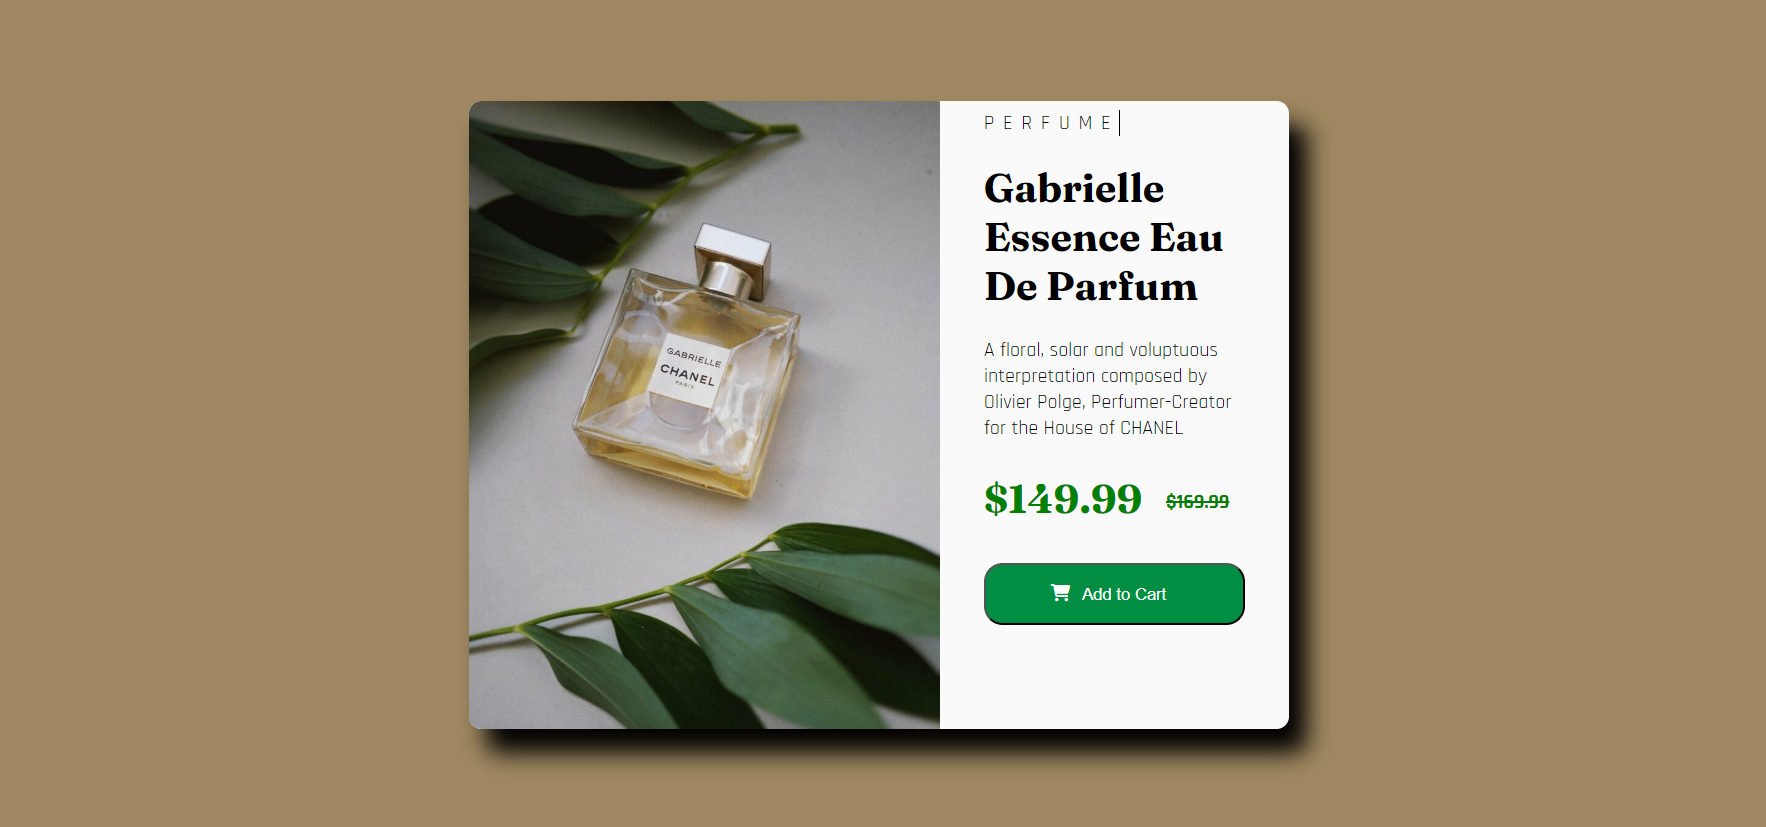 GABRIELLE
CHANEL
PARIS
PERFUME
Gabrielle
Essence Eau
De Parfum
A floral, solar and voluptuous
interpretation composed by
Olivier Polge, Perfumer-Creator
for the House of CHANEL
$149.99 $169.99
Add to Cart